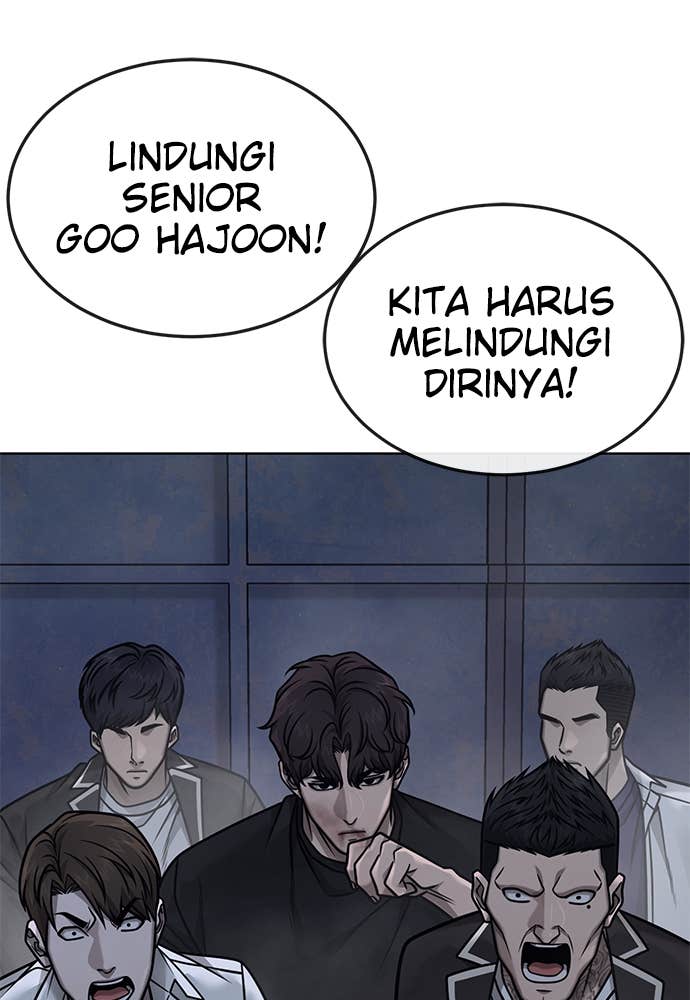 LINDUNGI
SENIOR
GOO HAJOON!
KITA HARUS
MELINDUNGI
DIRINYA!